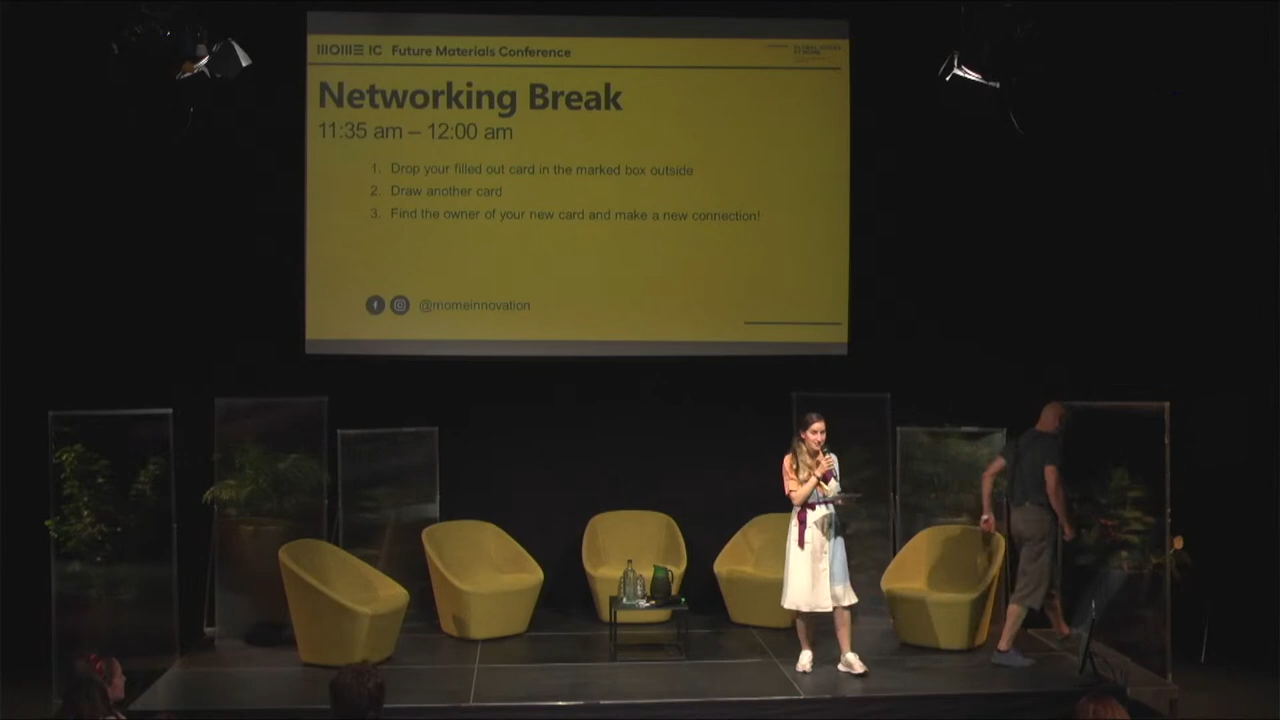 MOME IC Future Materials Conference
Networking Break
11:35 am – 12:00 am
1. Drop your filled out card in the marked box outside
2. Draw another card
3. Find the owner of your new card and make a new connection!
@momeinnovation